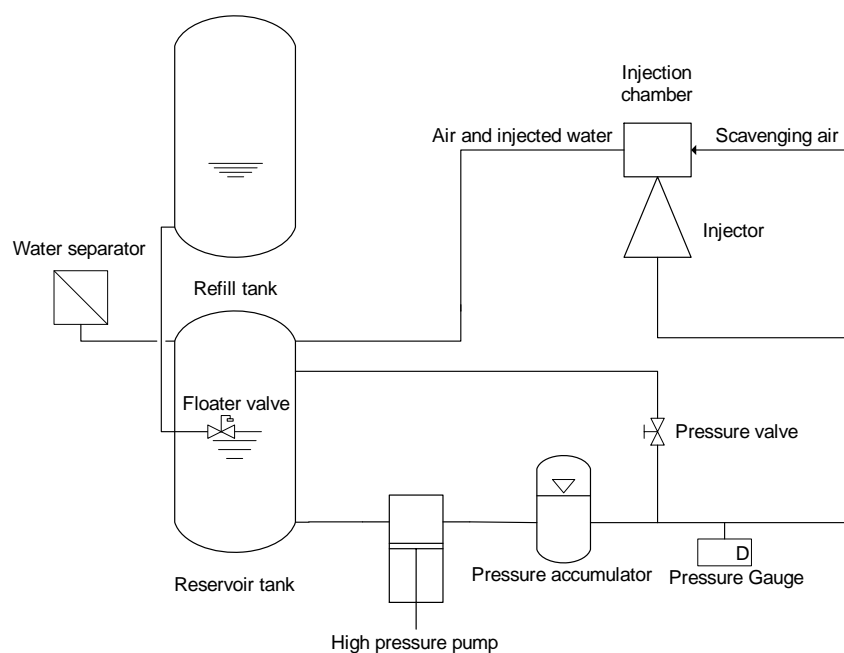 Injection
chamber
Air and injected water
Scavenging air
Water separator
Injector
Refill tank
Floater valve
Pressure valve
D
Pressure accumulator
Pressure Gauge
Reservoir tank
High pressure pump